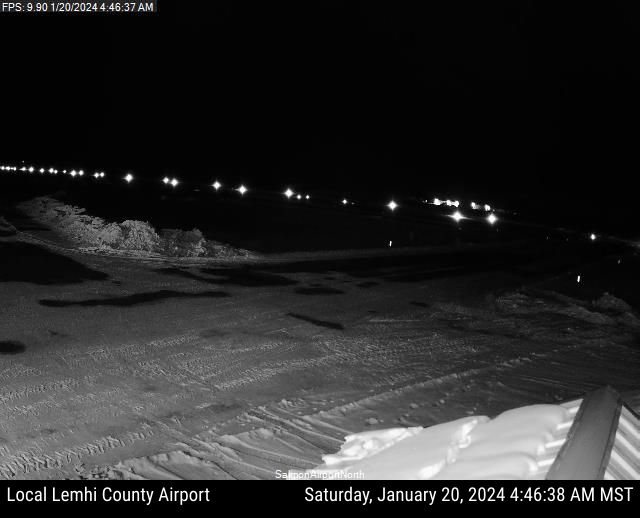 FPS: 9.90 1/20/2024 4:46:37 AM
SalmonAirportNorth
Local Lemhi County Airport Saturday, January 20, 2024 4:46:38 AM MST